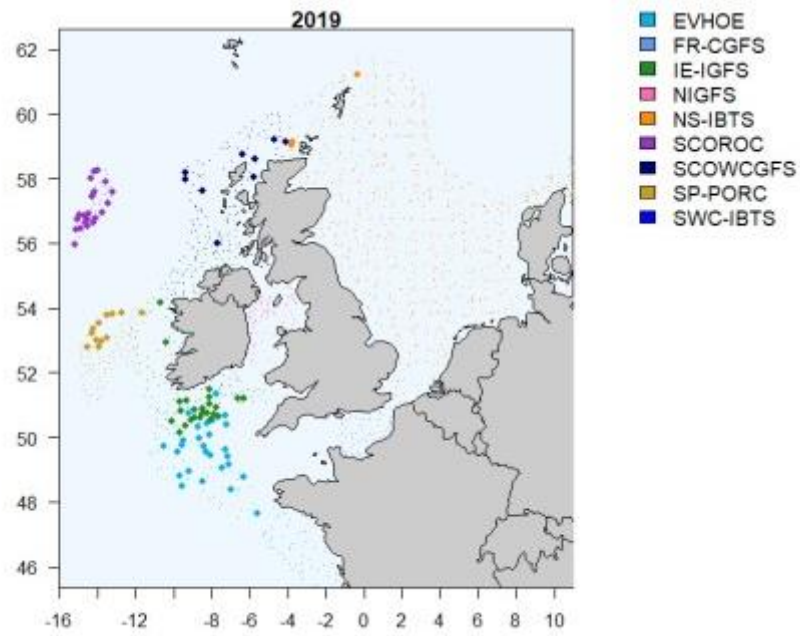 2019
EVHOE
FR-CGFS
IE-IGFS
NIGFS
NS-IBTS
SCOROC
SCOWCGFS
SP-PORC
SWC-IBTS
62
60
58
56
54
52
50
48
46
-16 -12 -8 -6 -4 -2 0 2 4 6 8 10